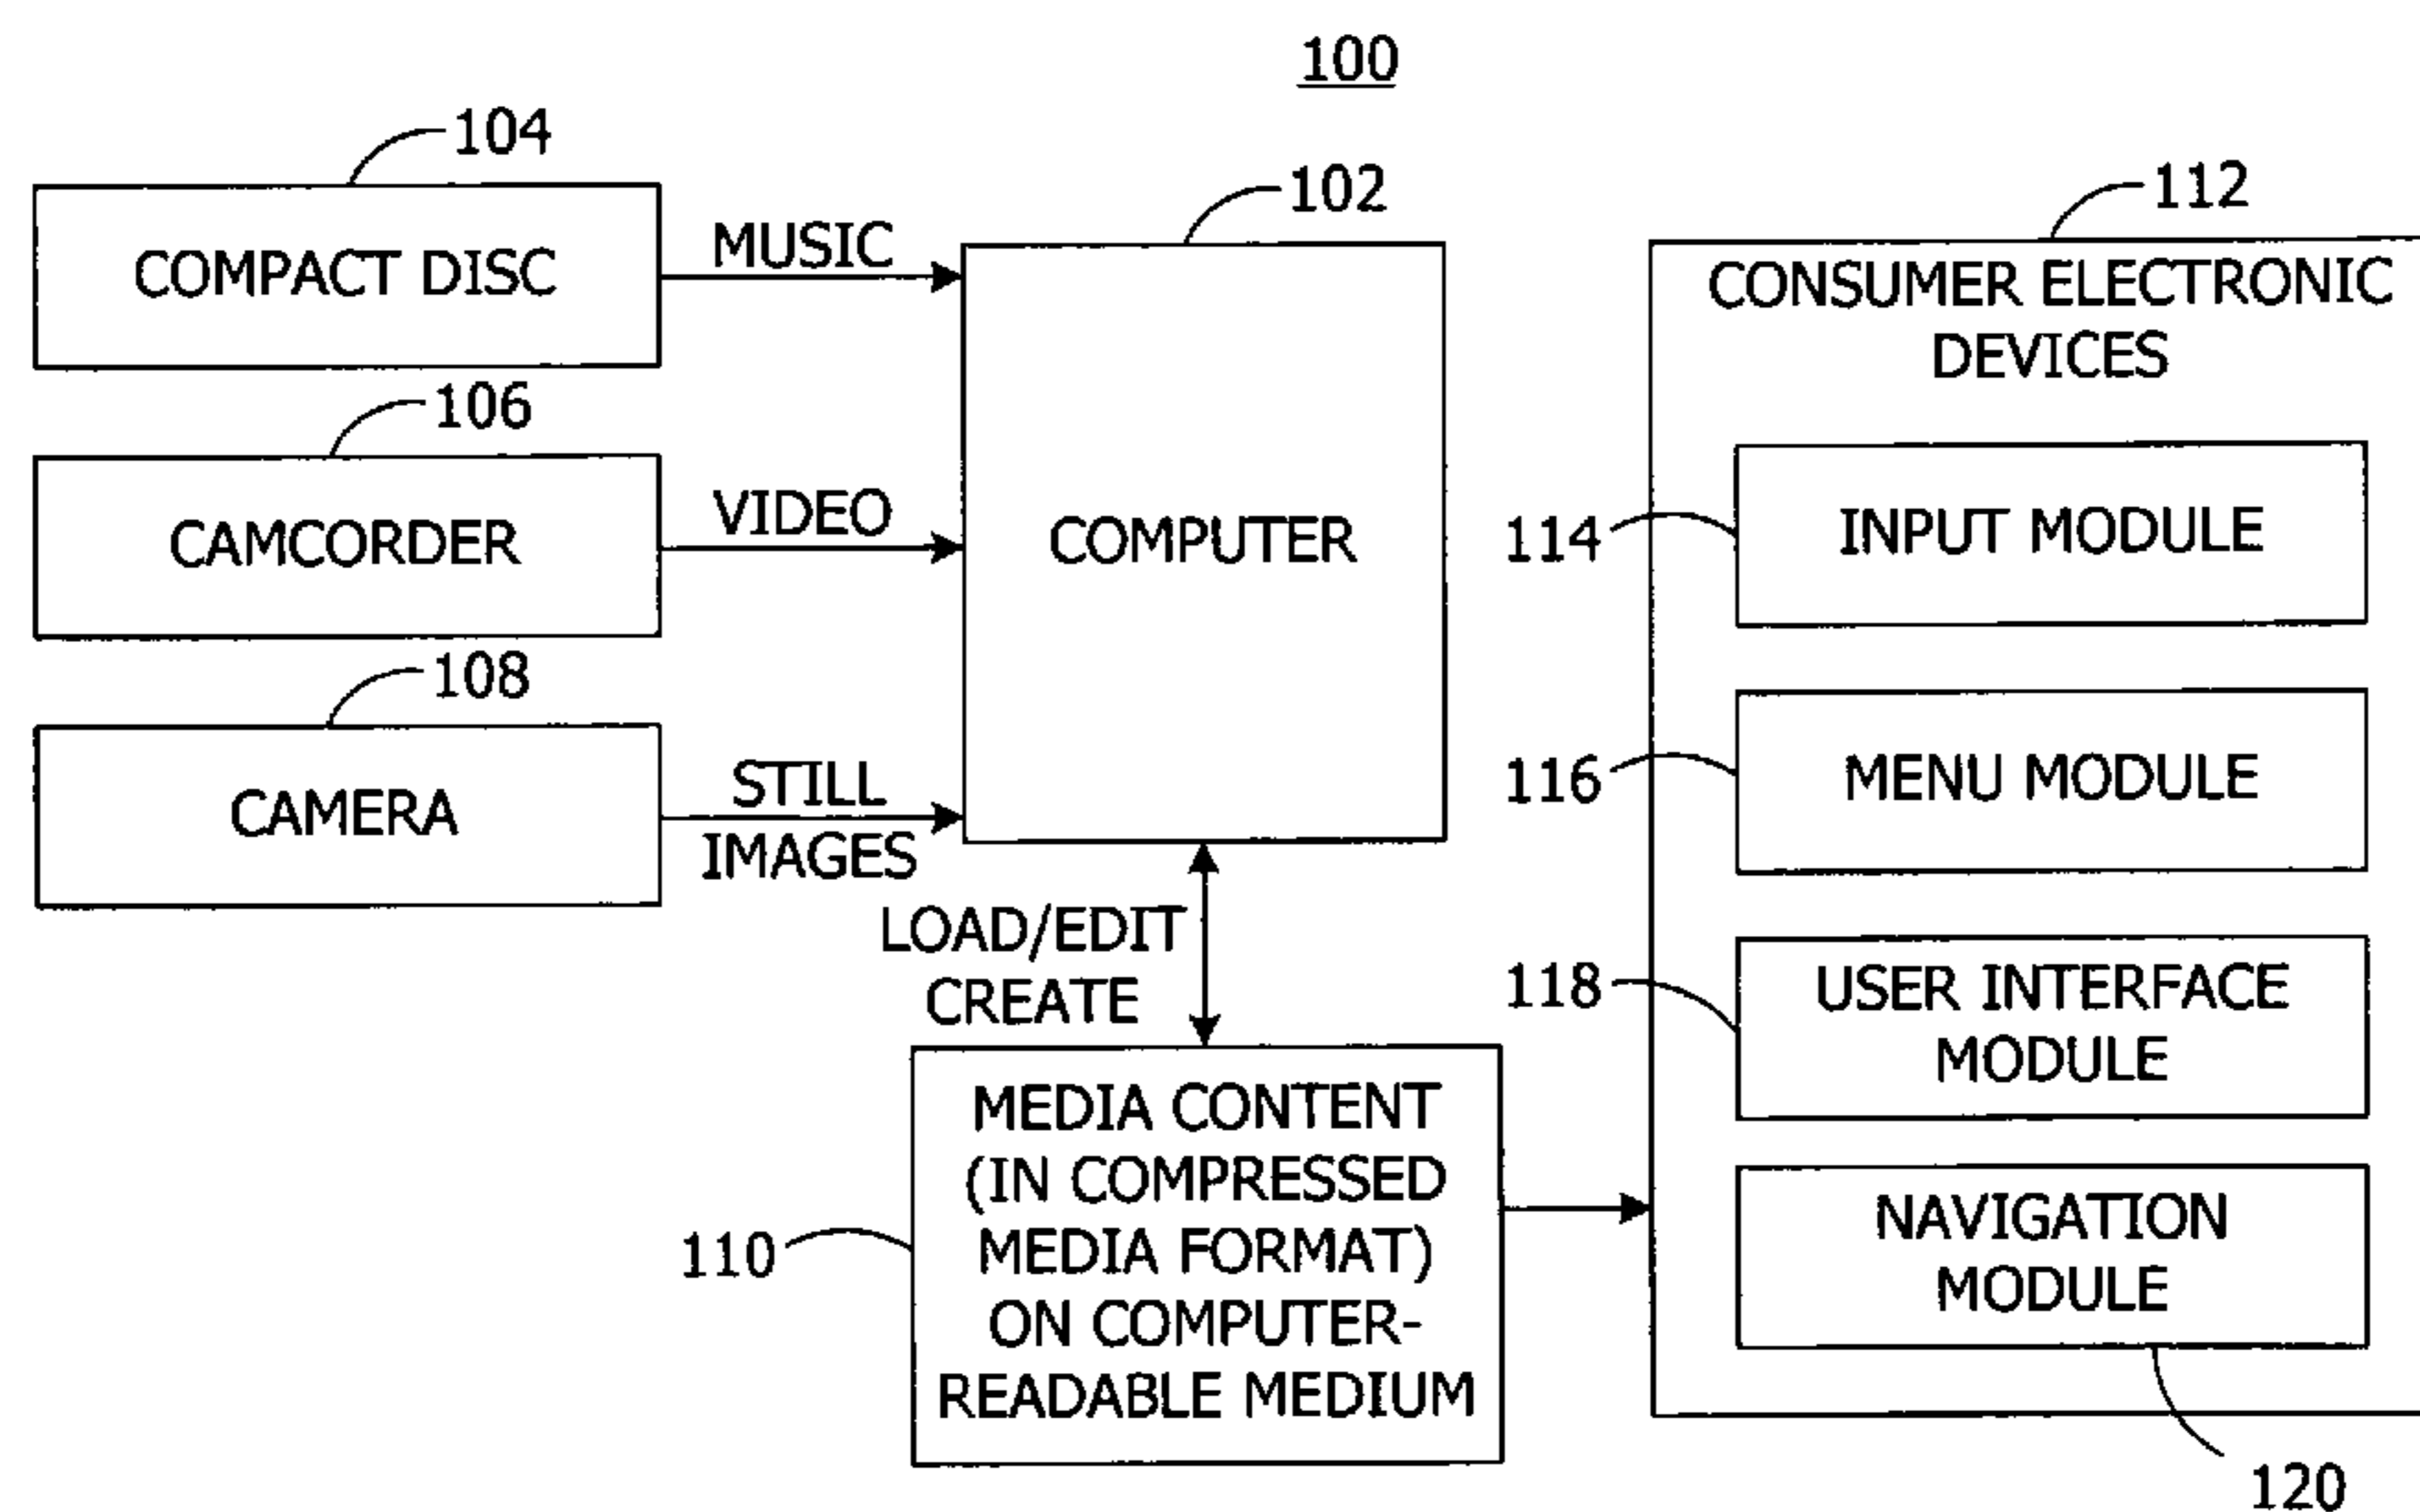 100
104
COMPACT DISC
MUSIC
106
CAMCORDER
VIDEO
108
CAMERA
STILL
IMAGES
102
COMPUTER
LOAD/EDIT
CREATE
110
MEDIA CONTENT
(IN COMPRESSED
MEDIA FORMAT)
ON COMPUTER-
READABLE MEDIUM
112
CONSUMER ELECTRONIC
DEVICES
114
INPUT MODULE
116
MENU MODULE
118
USER INTERFACE
MODULE
NAVIGATION
MODULE
120